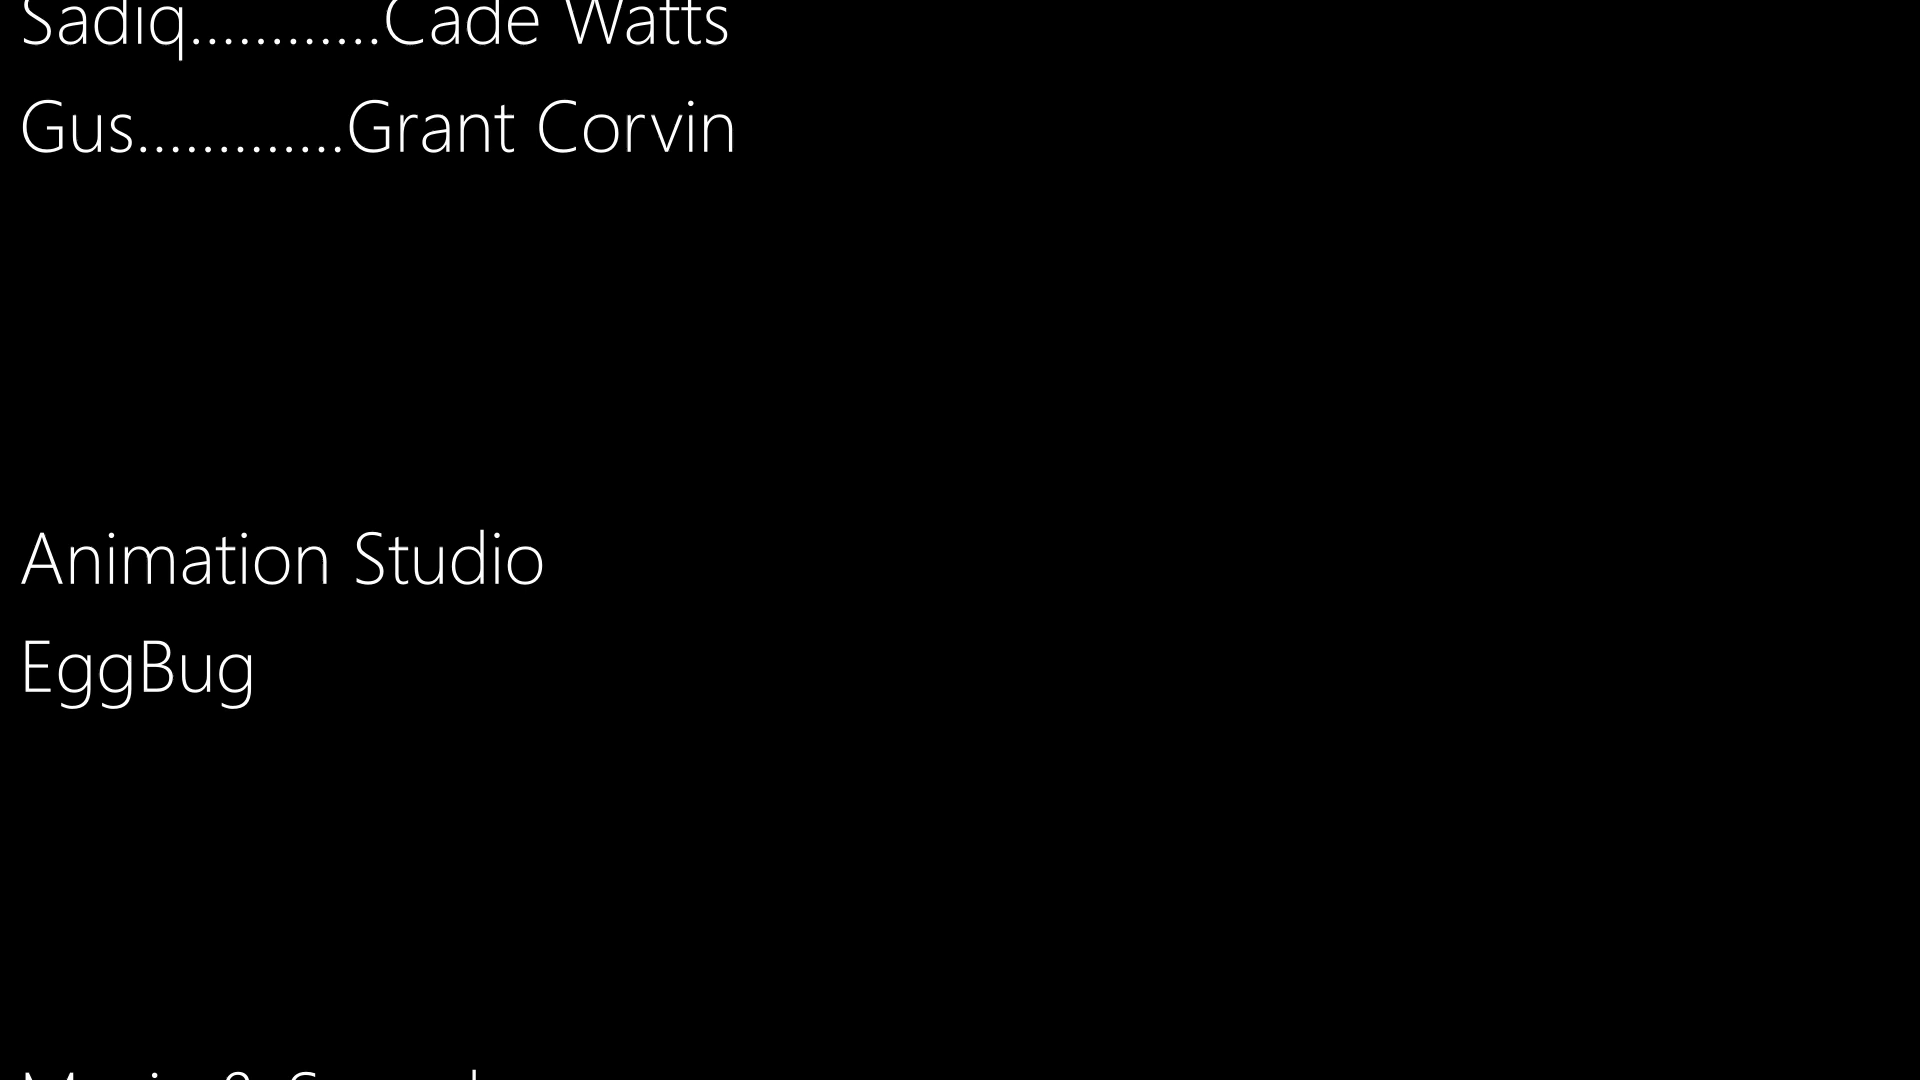 Sadiq............Cade Watts
Gus.............Grant Corvin
Animation Studio
EggBug